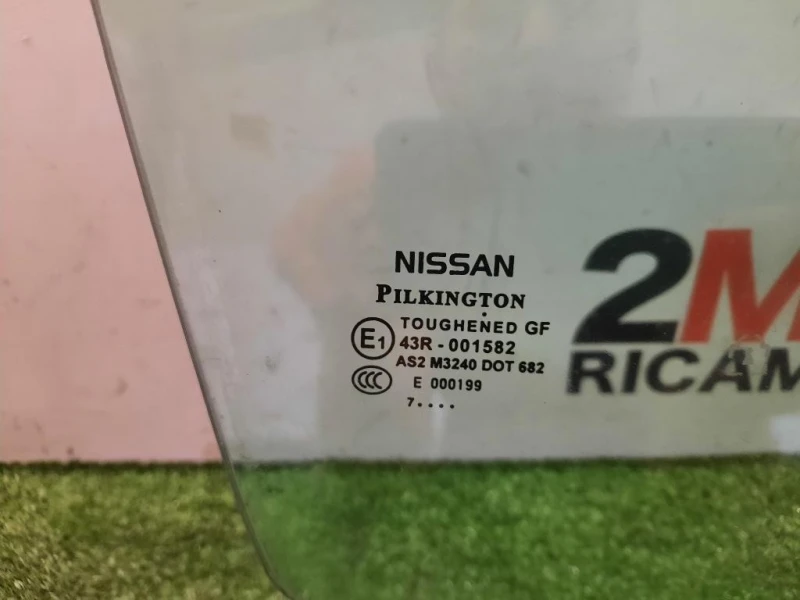 NISSAN
PILKINGTON
E1 TOUGHENED GF
43R - 001582
AS2 M3240 DOT 682
CCC E 000199
7....
2M
RICAM